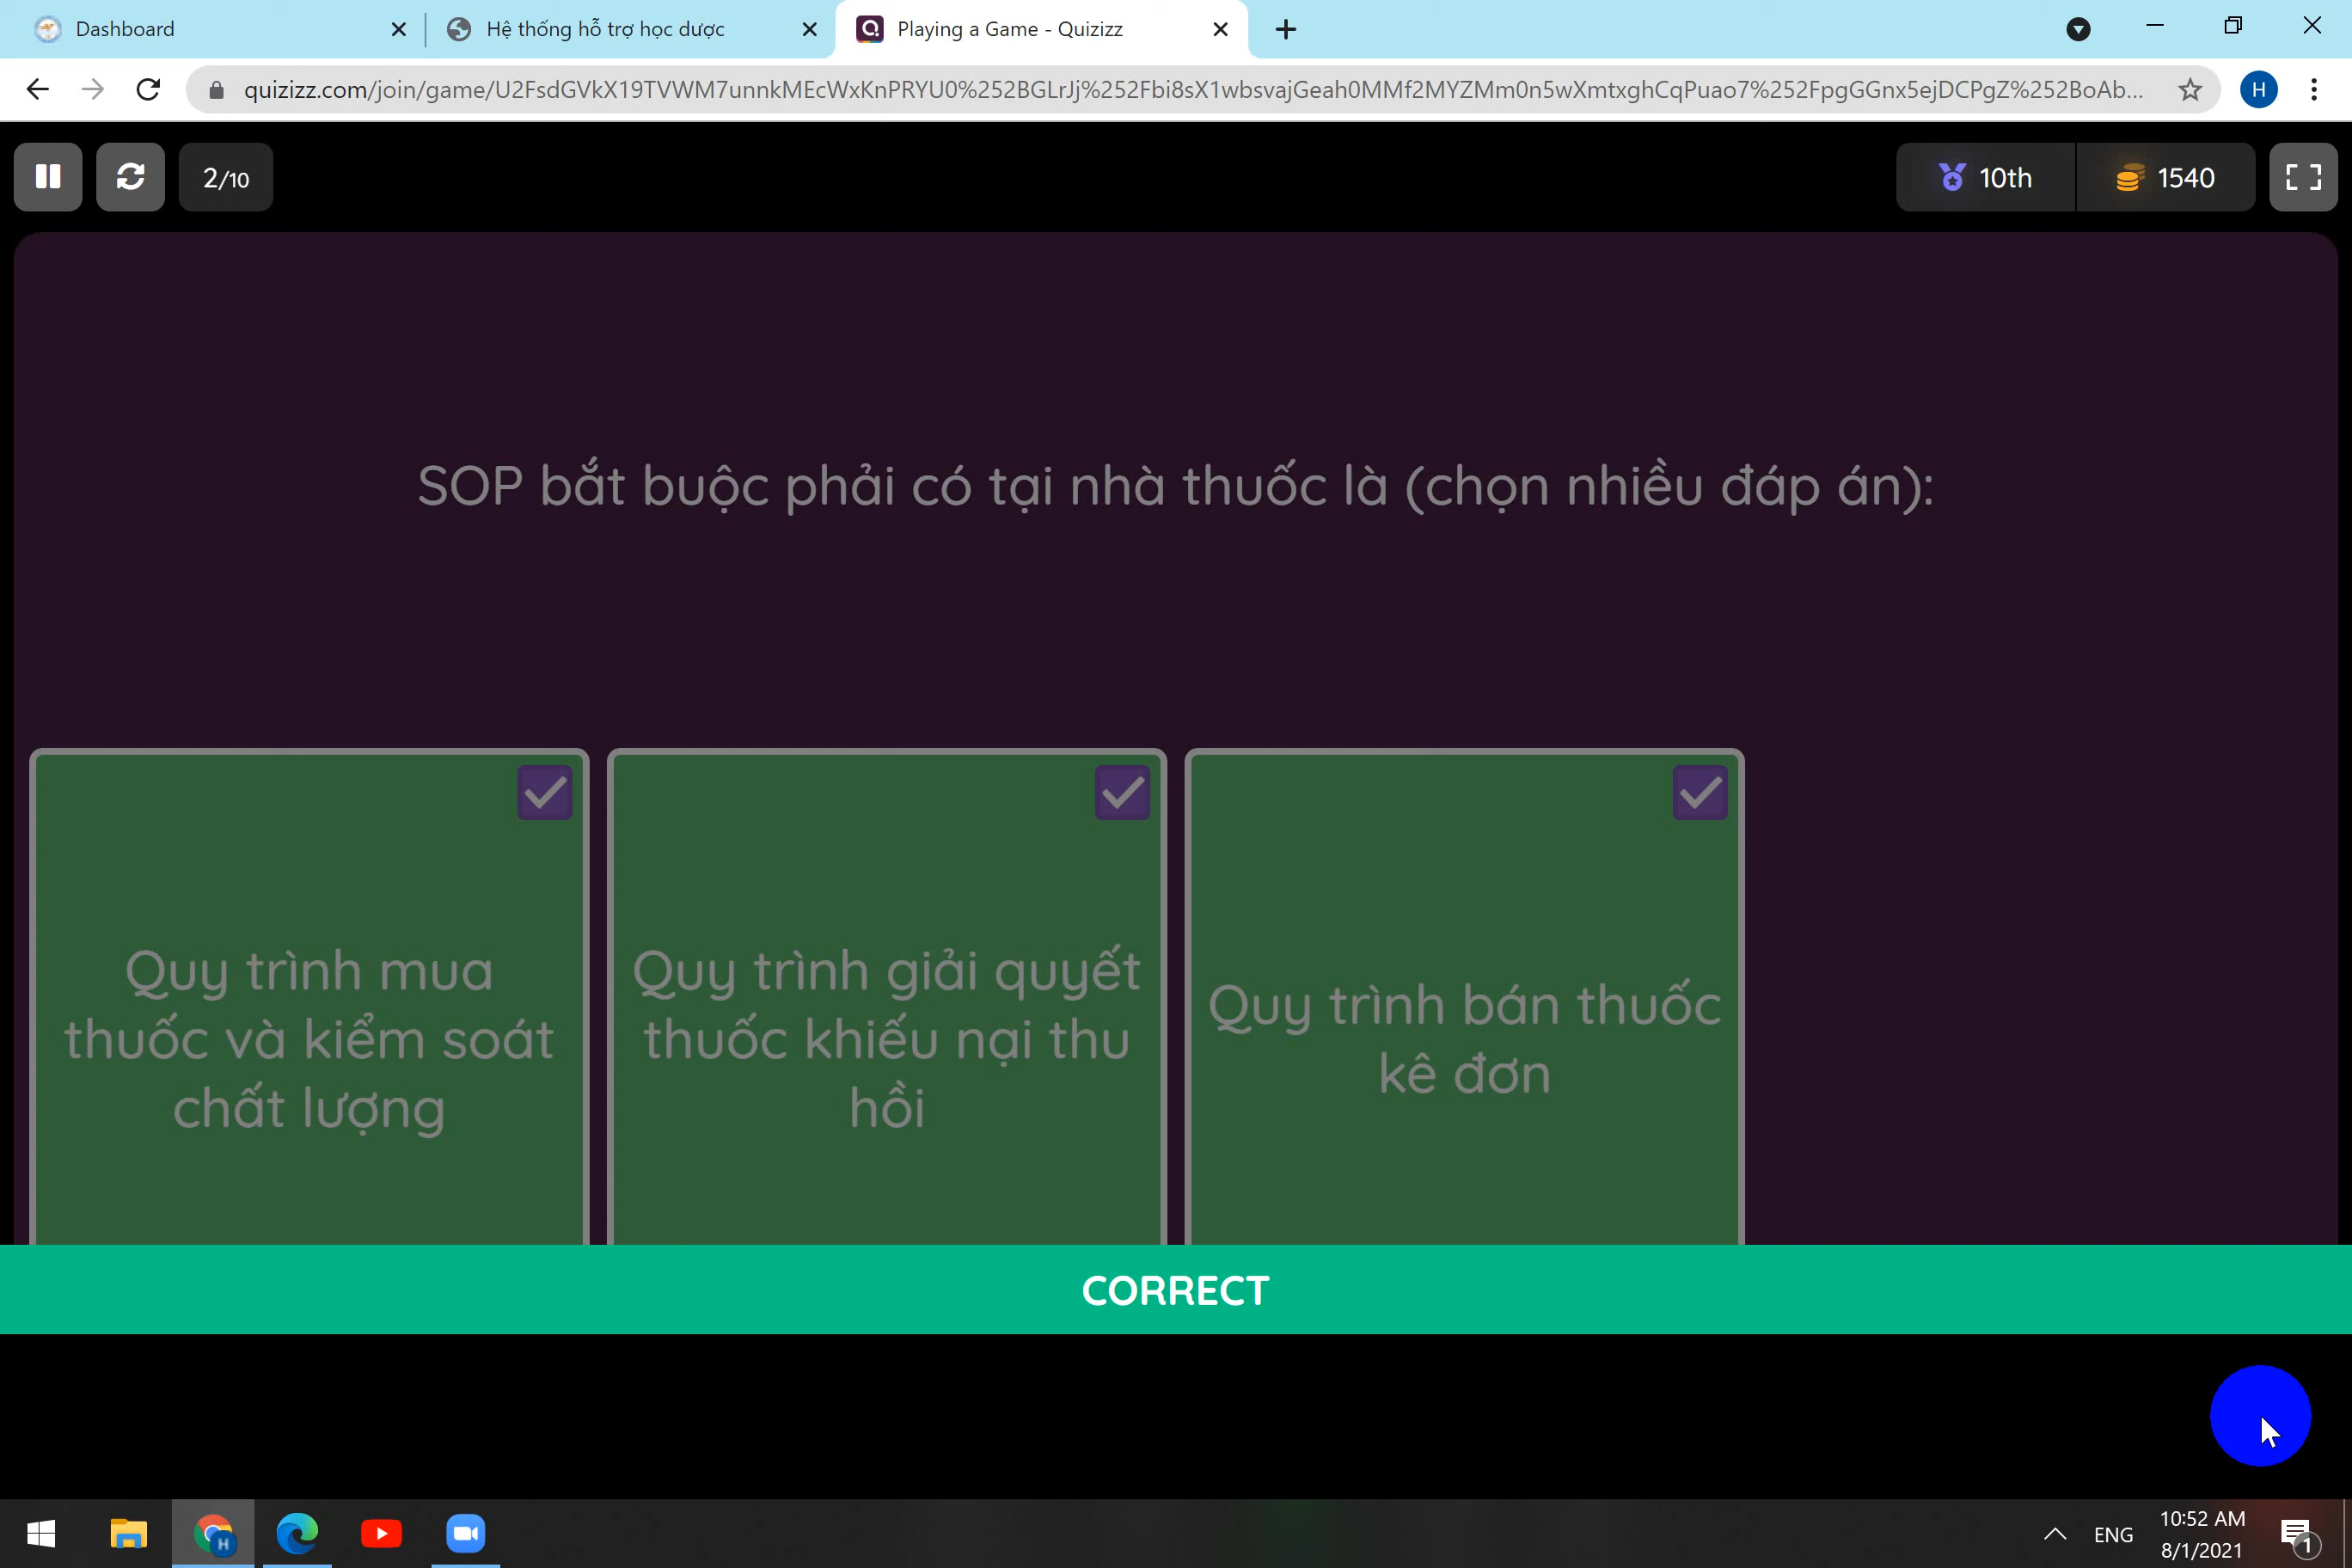 Dashboard
Hệ thống hỗ trợ học dược
Playing a Game - Quizizz
quizizz.com/join/game/U2FsdGVkX19TVWM7unnkMEcWxKnPRYU0%252BGLrJj%252Fbi8sX1wbsvajGeah0MMf2MYZMm0n5wXmtxghCqPuao7%252FpgGGnx5ejDCPgZ%252BoAb...
H
2/10
10th
1540
SOP bắt buộc phải có tại nhà thuốc là (chọn nhiều đáp án):
Quy trình mua
thuốc và kiểm soát
chất lượng
Quy trình giải quyết
thuốc khiếu nại thu
hồi
Quy trình bán thuốc
kê đơn
CORRECT
H
ENG
10:52 AM
8/1/2021
1